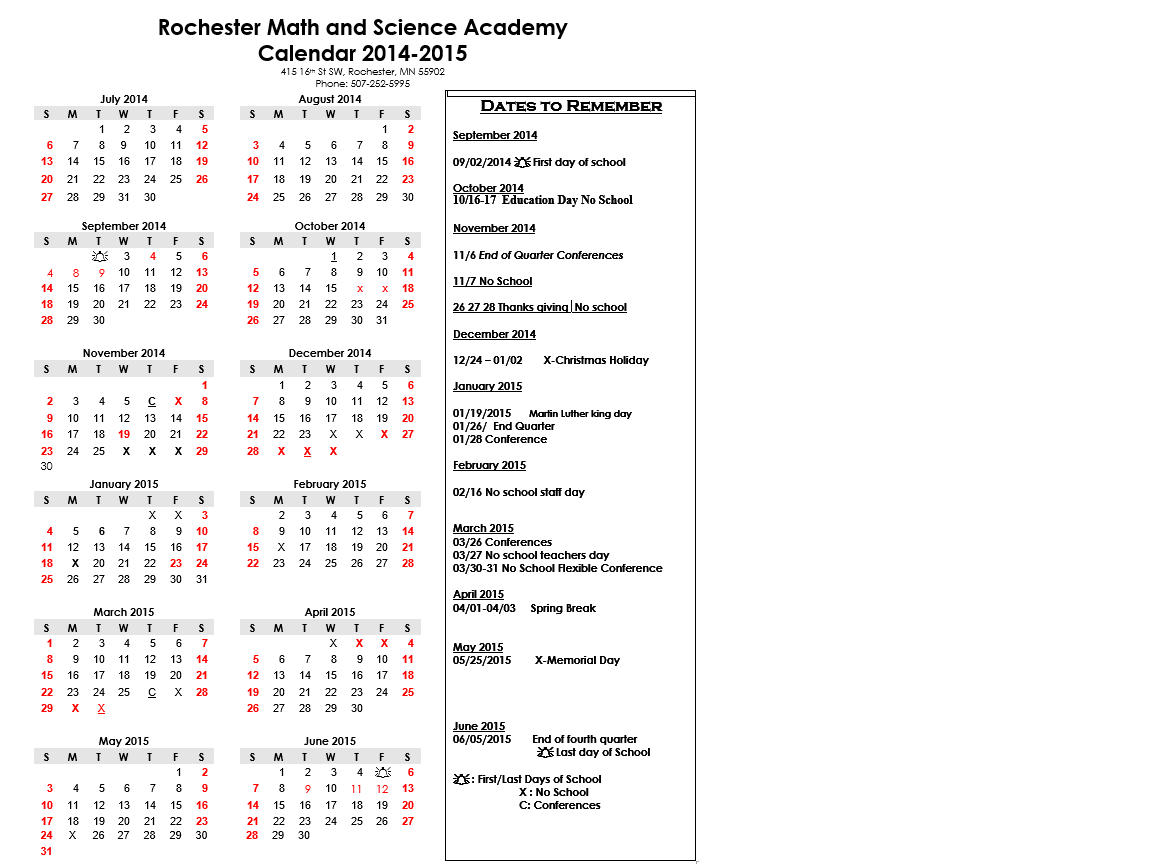 Rochester Math and Science Academy
Calendar 2014-2015
415 16th St SW, Rochester, MN 55902
Phone: 507-252-5995
July 2014
S M T W T F S
1 2 3 4 5
6 7 8 9 10 11 12
13 14 15 16 17 18 19
20 21 22 23 24 25 26
27 28 29 31 30
August 2014
S M T W T F S
1 2
3 4 5 6 7 8 9
10 11 12 13 14 15 16
17 18 19 20 21 22 23
24 25 26 27 28 29 30
September 2014
S M T W T F S
3 4 5 6
4 8 9 10 11 12 13
14 15 16 17 18 19 20
18 19 20 21 22 23 24
28 29 30
October 2014
S M T W T F S
1 2 3 4
5 6 7 8 9 10 11
12 13 14 15 x x 18
19 20 21 22 23 24 25
26 27 28 29 30 31
November 2014
S M T W T F S
1
2 3 4 5 C X 8
9 10 11 12 13 14 15
16 17 18 19 20 21 22
23 24 25 X X X 29
30
December 2014
S M T W T F S
1 2 3 4 5 6
7 8 9 10 11 12 13
14 15 16 17 18 19 20
21 22 23 X X X 27
28 X X X
January 2015
S M T W T F S
X X 3
4 5 6 7 8 9 10
11 12 13 14 15 16 17
18 X 20 21 22 23 24
25 26 27 28 29 30 31
February 2015
S M T W T F S
2 3 4 5 6 7
8 9 10 11 12 13 14
15 X 17 18 19 20 21
22 23 24 25 26 27 28
March 2015
S M T W T F S
1 2 3 4 5 6 7
8 9 10 11 12 13 14
15 16 17 18 19 20 21
22 23 24 25 C X 28
29 X X
April 2015
S M T W T F S
X X X 4
5 6 7 8 9 10 11
12 13 14 15 16 17 18
19 20 21 22 23 24 25
26 27 28 29 30
May 2015
S M T W T F S
1 2
3 4 5 6 7 8 9
10 11 12 13 14 15 16
17 18 19 20 21 22 23
24 X 26 27 28 29 30
31
June 2015
S M T W T F S
1 2 3 4 6
7 8 9 10 11 12 13
14 15 16 17 18 19 20
21 22 23 24 25 26 27
28 29 30
Dates to Remember
September 2014
09/02/2014 First day of school
October 2014
10/16-17 Education Day No School
November 2014
11/6 End of Quarter Conferences
11/7 No School
26 27 28 Thanks giving No school
December 2014
12/24 – 01/02 X-Christmas Holiday
January 2015
01/19/2015 Martin Luther king day
01/26/ End Quarter
01/28 Conference
February 2015
02/16 No school staff day
March 2015
03/26 Conferences
03/27 No school teachers day
03/30-31 No School Flexible Conference
April 2015
04/01-04/03 Spring Break
May 2015
05/25/2015 X-Memorial Day
June 2015
06/05/2015 End of fourth quarter
Last day of School
: First/Last Days of School
X : No School
C: Conferences